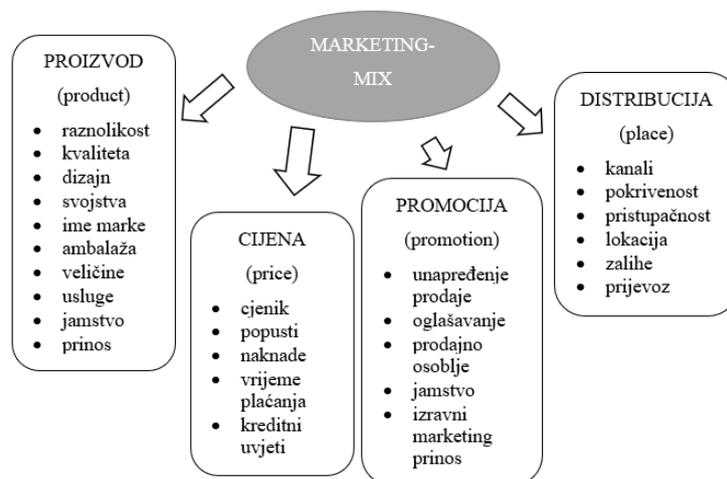 MARKETING-
MIX
PROIZVOD
(product)
• raznolikost
• kvaliteta
• dizajn
• svojstva
• ime marke
• ambalaža
• veličine
• usluge
• jamstvo
• prinos
CIJENA
(price)
• cjenik
• popusti
• naknade
• vrijeme
plaćanja
• kreditni
uvjeti
PROMOCIJA
(promotion)
• unapređenje
prodaje
• oglašavanje
• prodajno
osoblje
• jamstvo
• izravni
marketing
prinos
DISTRIBUCIJA
(place)
• kanali
• pokrivenost
• pristupačnost
• lokacija
• zalihe
• prijevoz